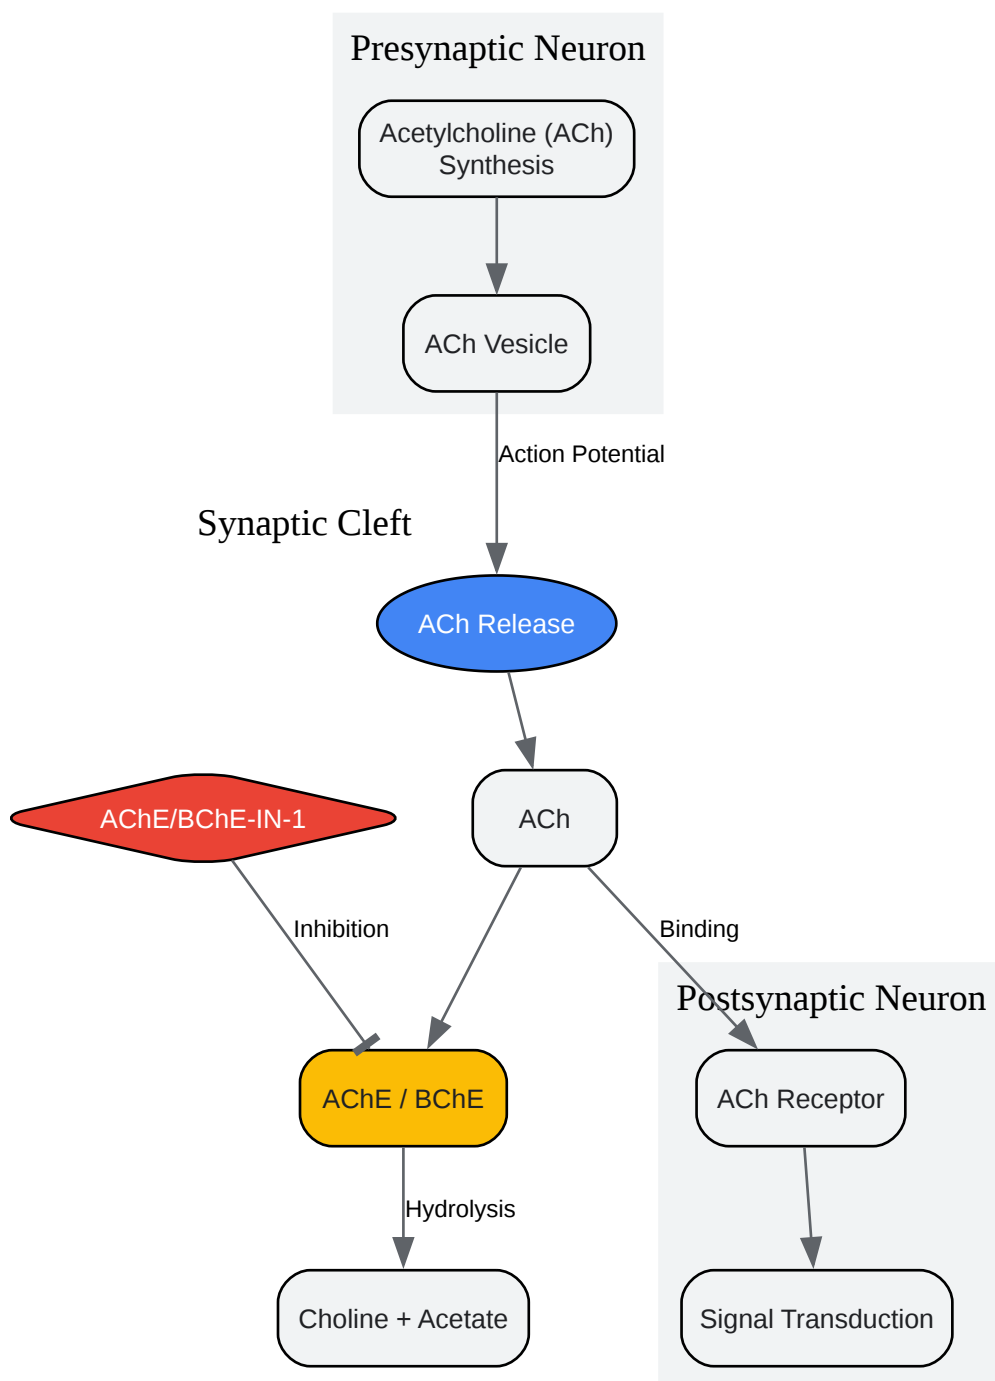 Presynaptic Neuron
Acetylcholine (ACh)
Synthesis
ACh Vesicle
Action Potential
Synaptic Cleft
ACh Release
AChE/BChE-IN-1
ACh
Inhibition
Binding
Postsynaptic Neuron
AChE / BChE
ACh Receptor
Hydrolysis
Choline + Acetate
Signal Transduction